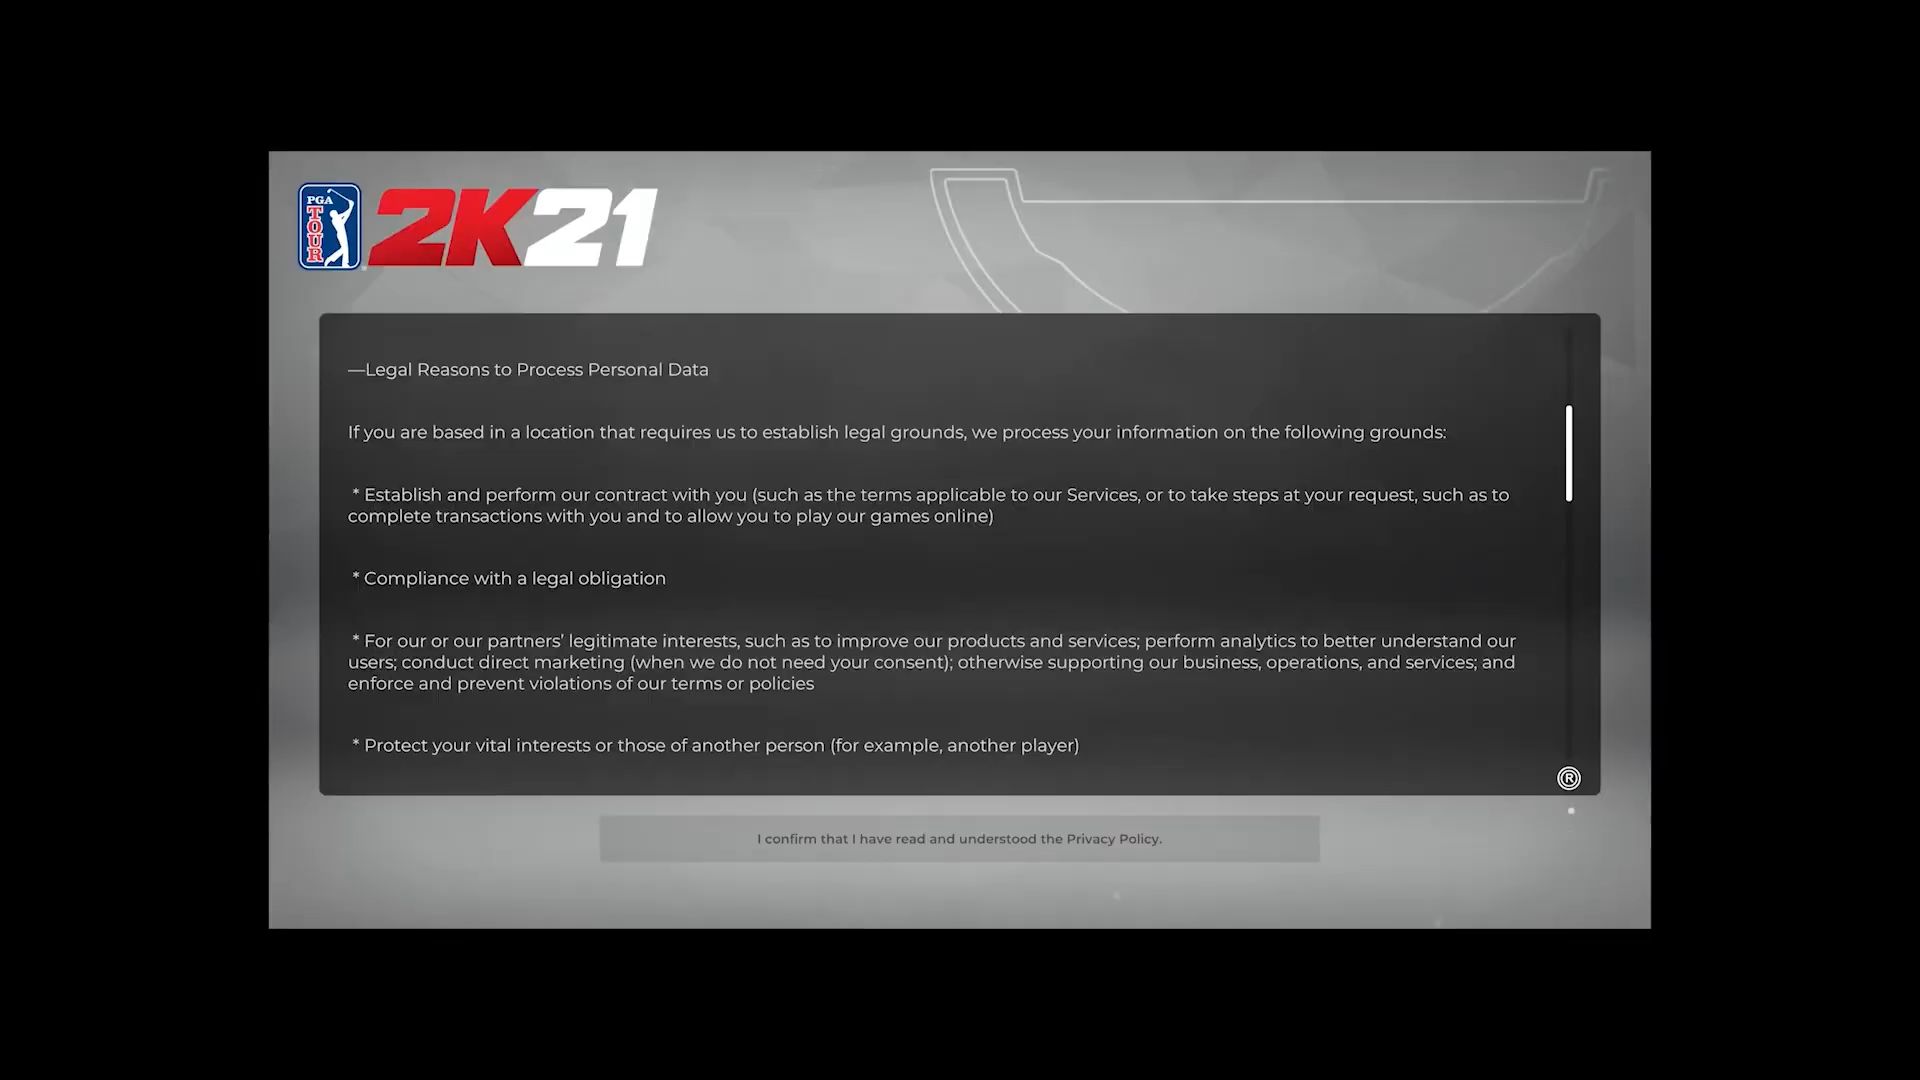 PGA
TOUR
2K21
—Legal Reasons to Process Personal Data
If you are based in a location that requires us to establish legal grounds, we process your information on the following grounds:
* Establish and perform our contract with you (such as the terms applicable to our Services, or to take steps at your request, such as to
complete transactions with you and to allow you to play our games online)
* Compliance with a legal obligation
* For our or our partners’ legitimate interests, such as to improve our products and services; perform analytics to better understand our
users; conduct direct marketing (when we do not need your consent); otherwise supporting our business, operations, and services; and
enforce and prevent violations of our terms or policies
* Protect your vital interests or those of another person (for example, another player)
R
I confirm that I have read and understood the Privacy Policy.